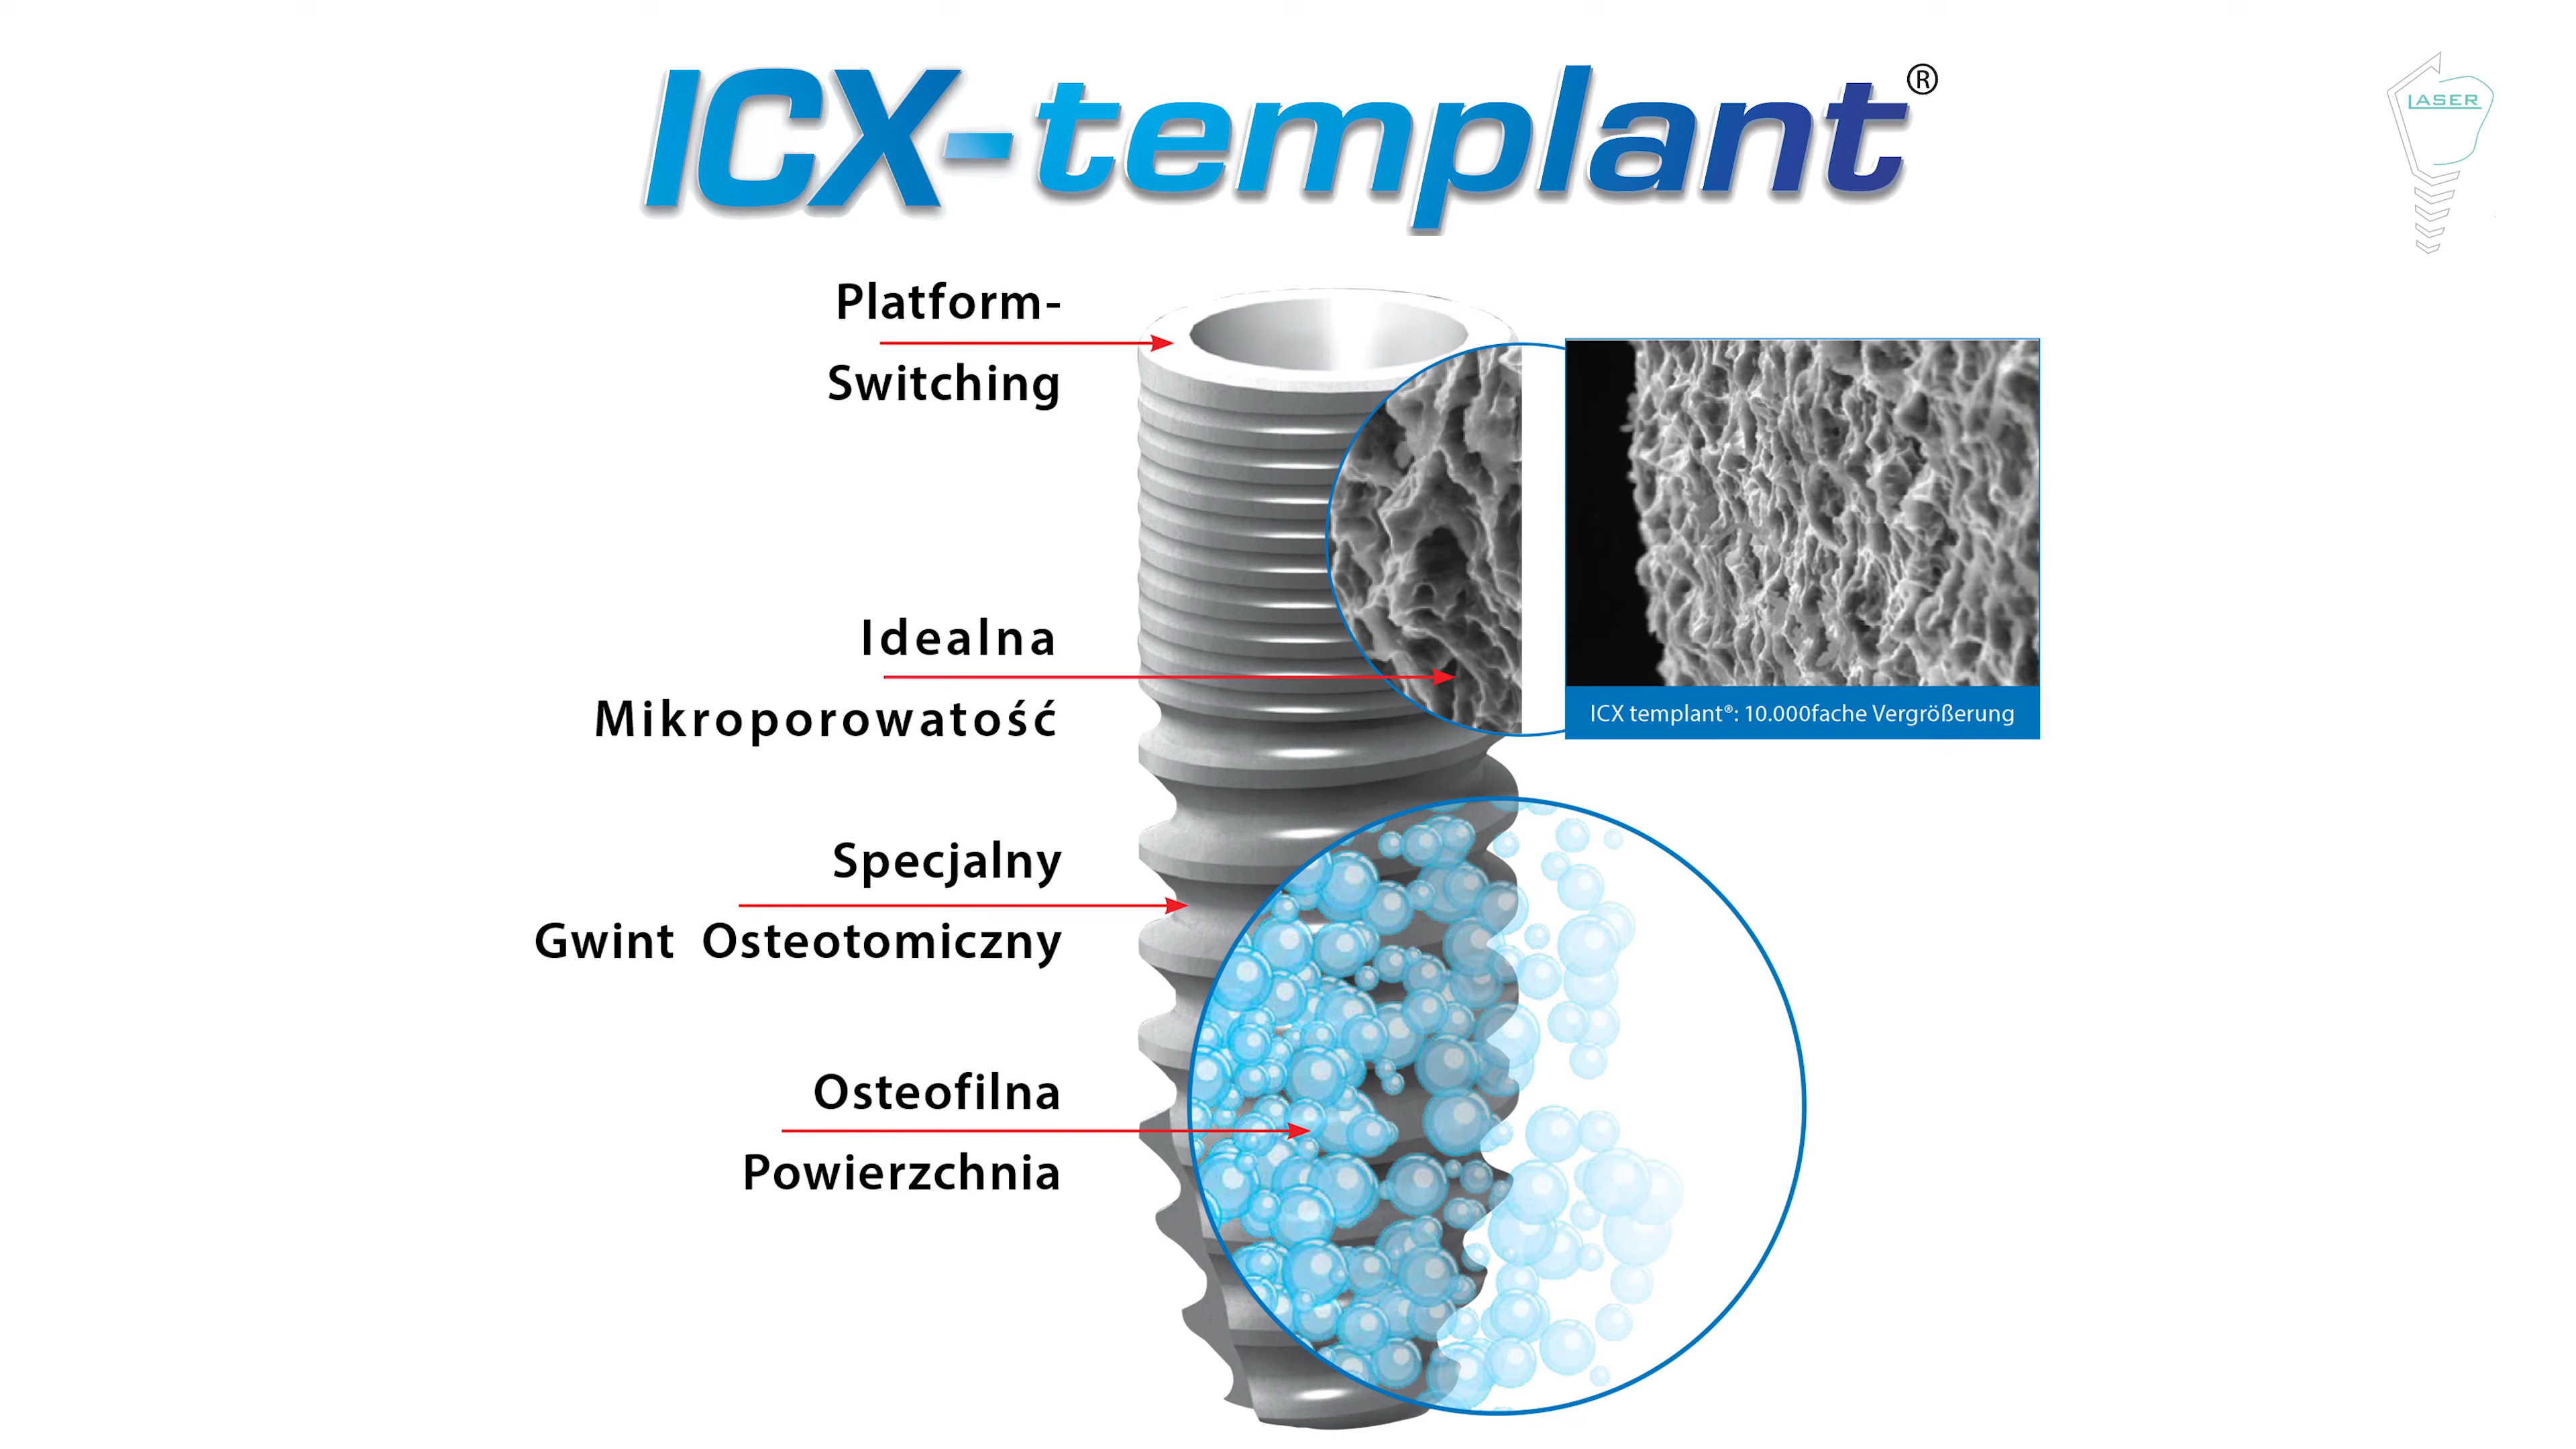 ICX-templant®
LASER
Platform-
Switching
Idealna
Mikroporowatość
ICX templant®: 10.000fache Vergrößerung
Specjalny
Gwint Osteotomiczny
Osteofilna
Powierzchnia